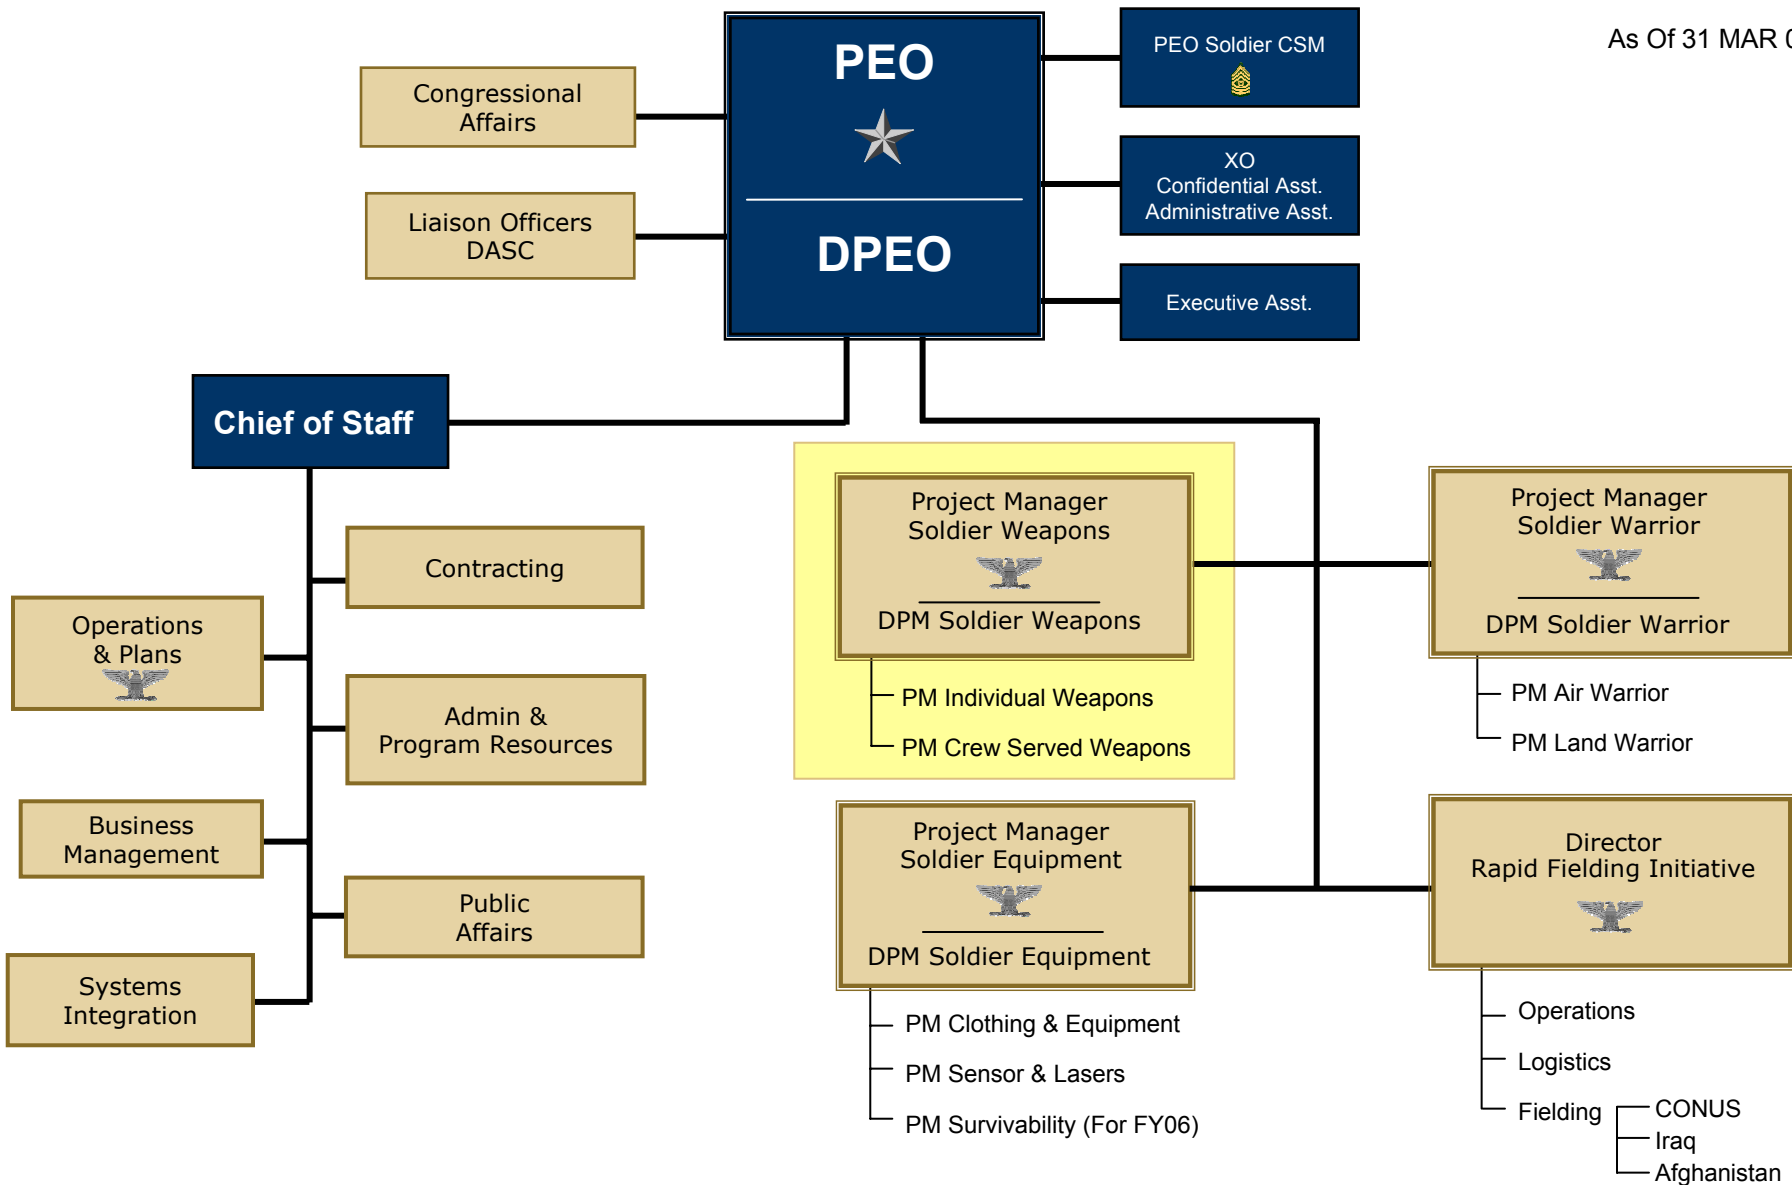 As Of 31 MAR 0
PEO
DPEO
PEO Soldier CSM
XO
Confidential Asst.
Administrative Asst.
Executive Asst.
Congressional
Affairs
Liaison Officers
DASC
Chief of Staff
Contracting
Operations
& Plans
Admin &
Program Resources
Business
Management
Public
Affairs
Systems
Integration
Project Manager
Soldier Weapons
DPM Soldier Weapons
PM Individual Weapons
PM Crew Served Weapons
Project Manager
Soldier Warrior
DPM Soldier Warrior
PM Air Warrior
PM Land Warrior
Project Manager
Soldier Equipment
DPM Soldier Equipment
PM Clothing & Equipment
PM Sensor & Lasers
PM Survivability (For FY06)
Director
Rapid Fielding Initiative
Operations
Logistics
Fielding
CONUS
Iraq
Afghanistan